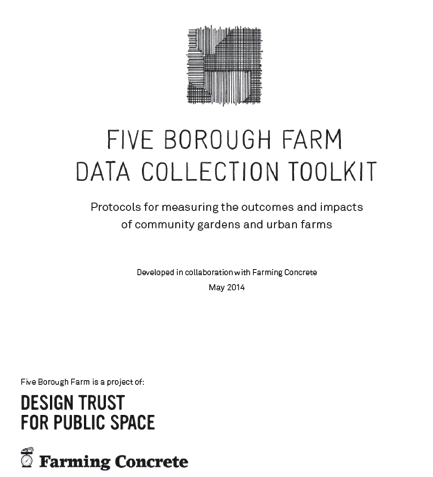 FIVE BOROUGH FARM
DATA COLLECTION TOOLKIT
Protocols for measuring the outcomes and impacts
of community gardens and urban farms
Developed in collaboration with Farming Concrete
May 2014
Five Borough Farm is a project of:
DESIGN TRUST
FOR PUBLIC SPACE
Farming Concrete